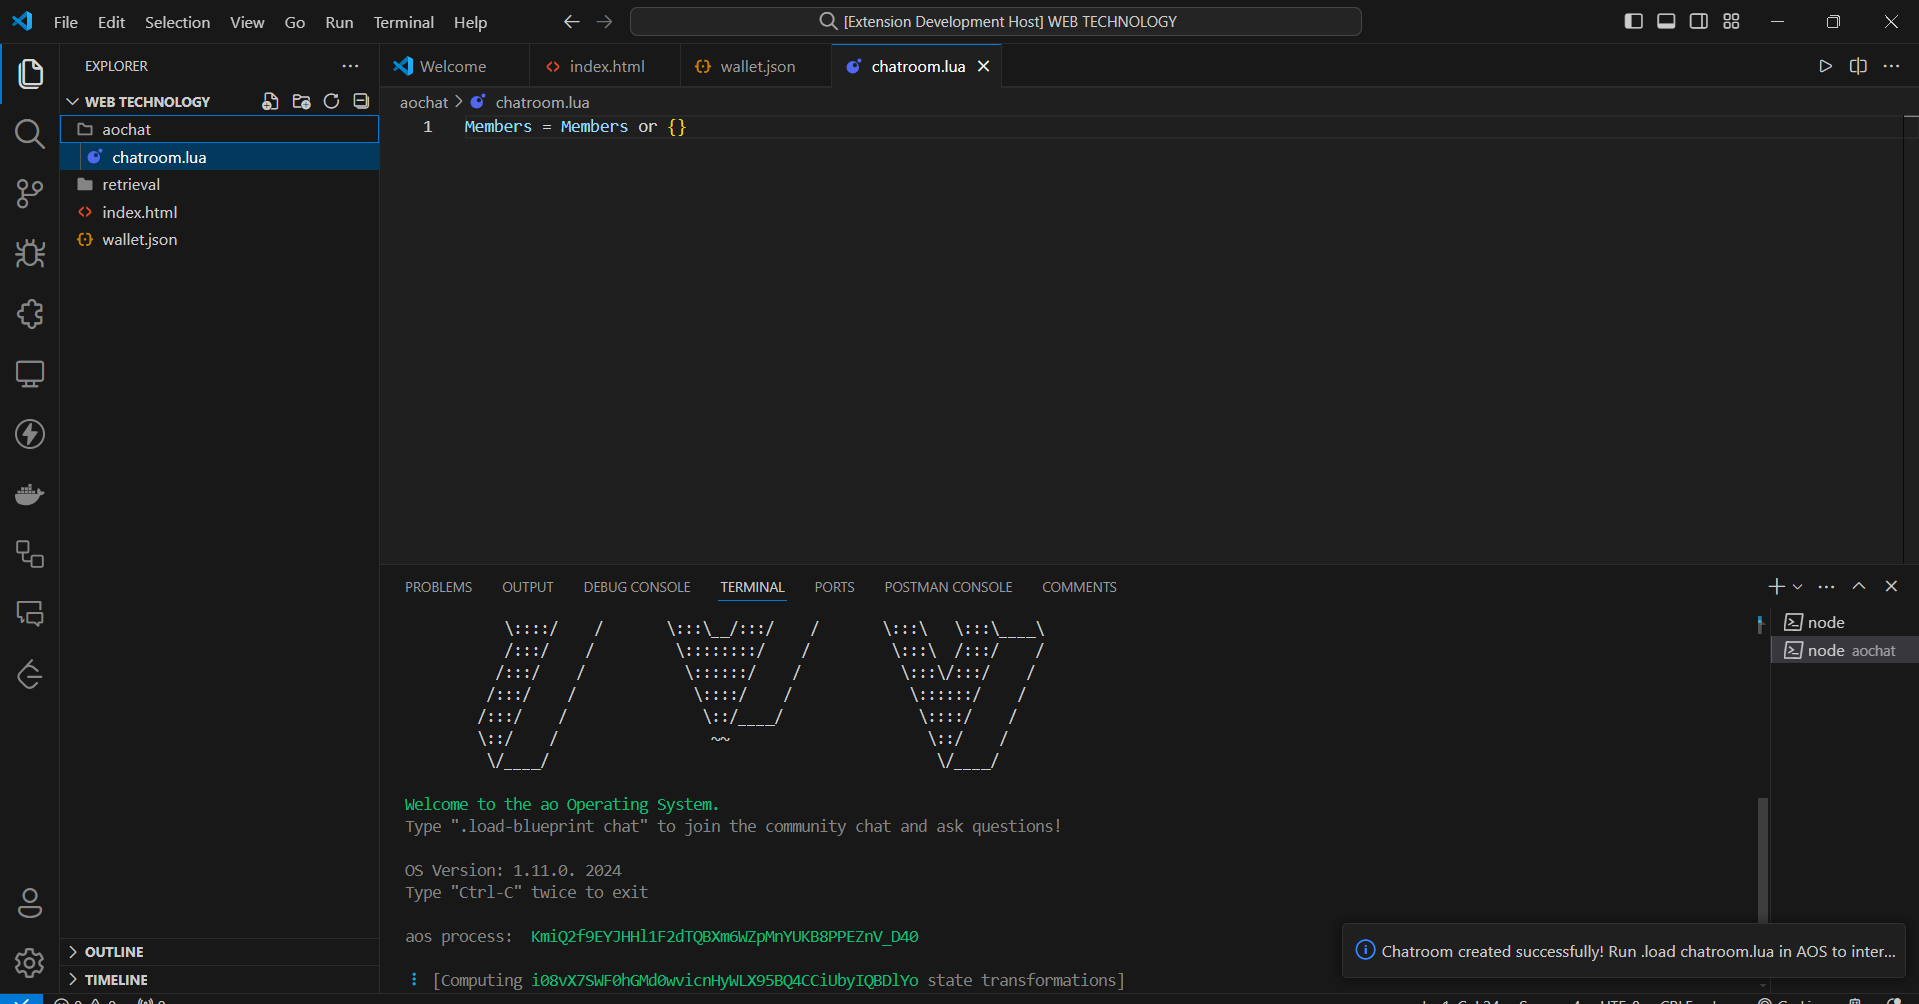 File Edit Selection View Go Run Terminal Help
[Extension Development Host] WEB TECHNOLOGY
EXPLORER
WEB TECHNOLOGY
aochat
chatroom.lua
retrieval
index.html
wallet.json
OUTLINE
TIMELINE
Welcome
index.html
wallet.json
chatroom.lua
aochat > chatroom.lua
1 Members = Members or {}
PROBLEMS OUTPUT DEBUG CONSOLE TERMINAL PORTS POSTMAN CONSOLE COMMENTS
node
node aochat
Welcome to the ao Operating System.
Type ".load-blueprint chat" to join the community chat and ask questions!
OS Version: 1.11.0. 2024
Type "Ctrl-C" twice to exit
aos process: KmiQ2f9EYJHHl1F2dTQBXm6WZpMnYUKB8PPEZnV_D40
[Computing i08vX7SWF0hGMd0wvicnHyWLX95BQ4CCiUbyIQBDlYo state transformations]
Chatroom created successfully! Run .load chatroom.lua in AOS to inter...